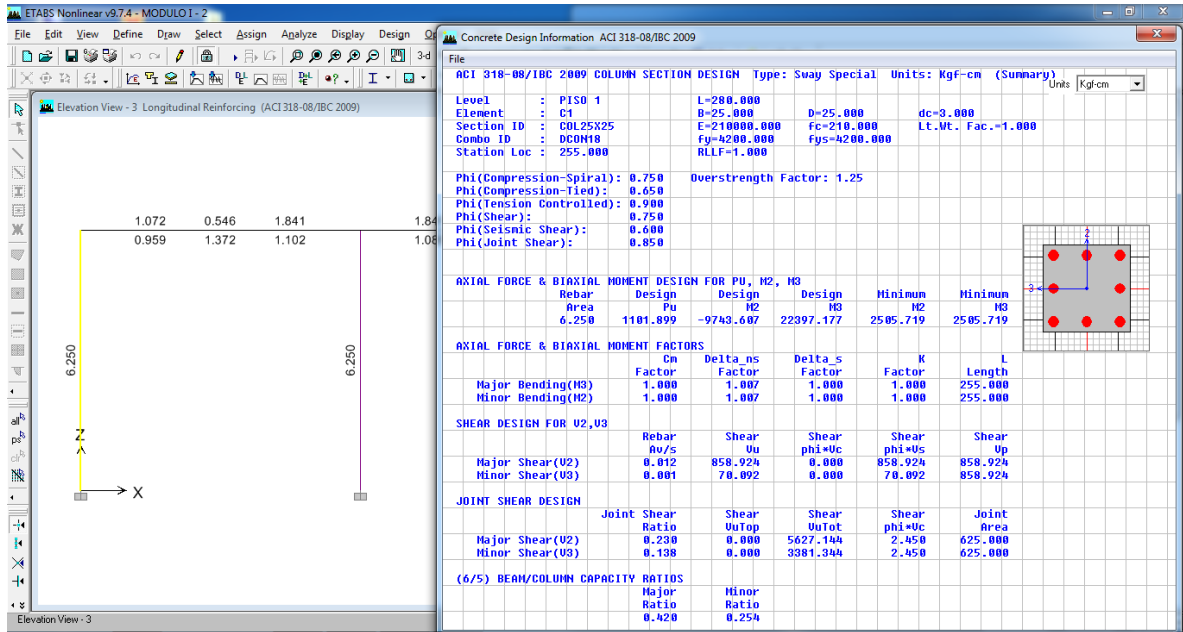 ETABS Nonlinear v9.7.4 - MODULO I - 2
File Edit View Define Draw Select Assign Analyze Display Design Op
3-d
Elevation View - 3 Longitudinal Reinforcing (ACI 318-08/IBC 2009)
1.072 0.546 1.841 1.84
0.959 1.372 1.102 1.08
6.250 6.250
Z
X
all
ps
clr
Elevation View - 3
Concrete Design Information ACI 318-08/IBC 2009
File
ACI 318-08/IBC 2009 COLUMN SECTION DESIGN Type: Sway Special Units: Kgf-cm (Summary)
Units Kgf-cm
Level : PISO 1 L=280.000
Element : C1 B=25.000 D=25.000 dc=3.000
Section ID : COL25X25 E=210000.000 fc=210.000 Lt.Wt. Fac.=1.000
Combo ID : DCON18 fy=4200.000 fys=4200.000
Station Loc : 255.000 RLLF=1.000
Phi(Compression-Spiral): 0.750 Overstrength Factor: 1.25
Phi(Compression-Tied): 0.650
Phi(Tension Controlled): 0.900
Phi(Shear): 0.750
Phi(Seismic Shear): 0.600
Phi(Joint Shear): 0.850
2
3
AXIAL FORCE & BIAXIAL MOMENT DESIGN FOR PU, M2, M3
Rebar Design Design Design Minimum Minimum
Area Pu M2 M3 M2 M3
6.250 1101.899 -9743.607 22397.177 2505.719 2505.719
AXIAL FORCE & BIAXIAL MOMENT FACTORS
Cm Delta_ns Delta_s K L
Factor Factor Factor Factor Length
Major Bending(M3) 1.000 1.007 1.000 1.000 255.000
Minor Bending(M2) 1.000 1.007 1.000 1.000 255.000
SHEAR DESIGN FOR V2,V3
Rebar Shear Shear Shear Shear
Av/s Vu phi*Vc phi*Vs Vp
Major Shear(V2) 0.012 858.924 0.000 858.924 858.924
Minor Shear(V3) 0.001 70.092 0.000 70.092 858.924
JOINT SHEAR DESIGN
Joint Shear Shear Shear Shear Joint
Ratio VuTop VuTot phi*Vc Area
Major Shear(V2) 0.230 0.000 5627.144 2.450 625.000
Minor Shear(V3) 0.138 0.000 3381.344 2.450 625.000
(6/5) BEAM/COLUMN CAPACITY RATIOS
Major Minor
Ratio Ratio
0.420 0.254